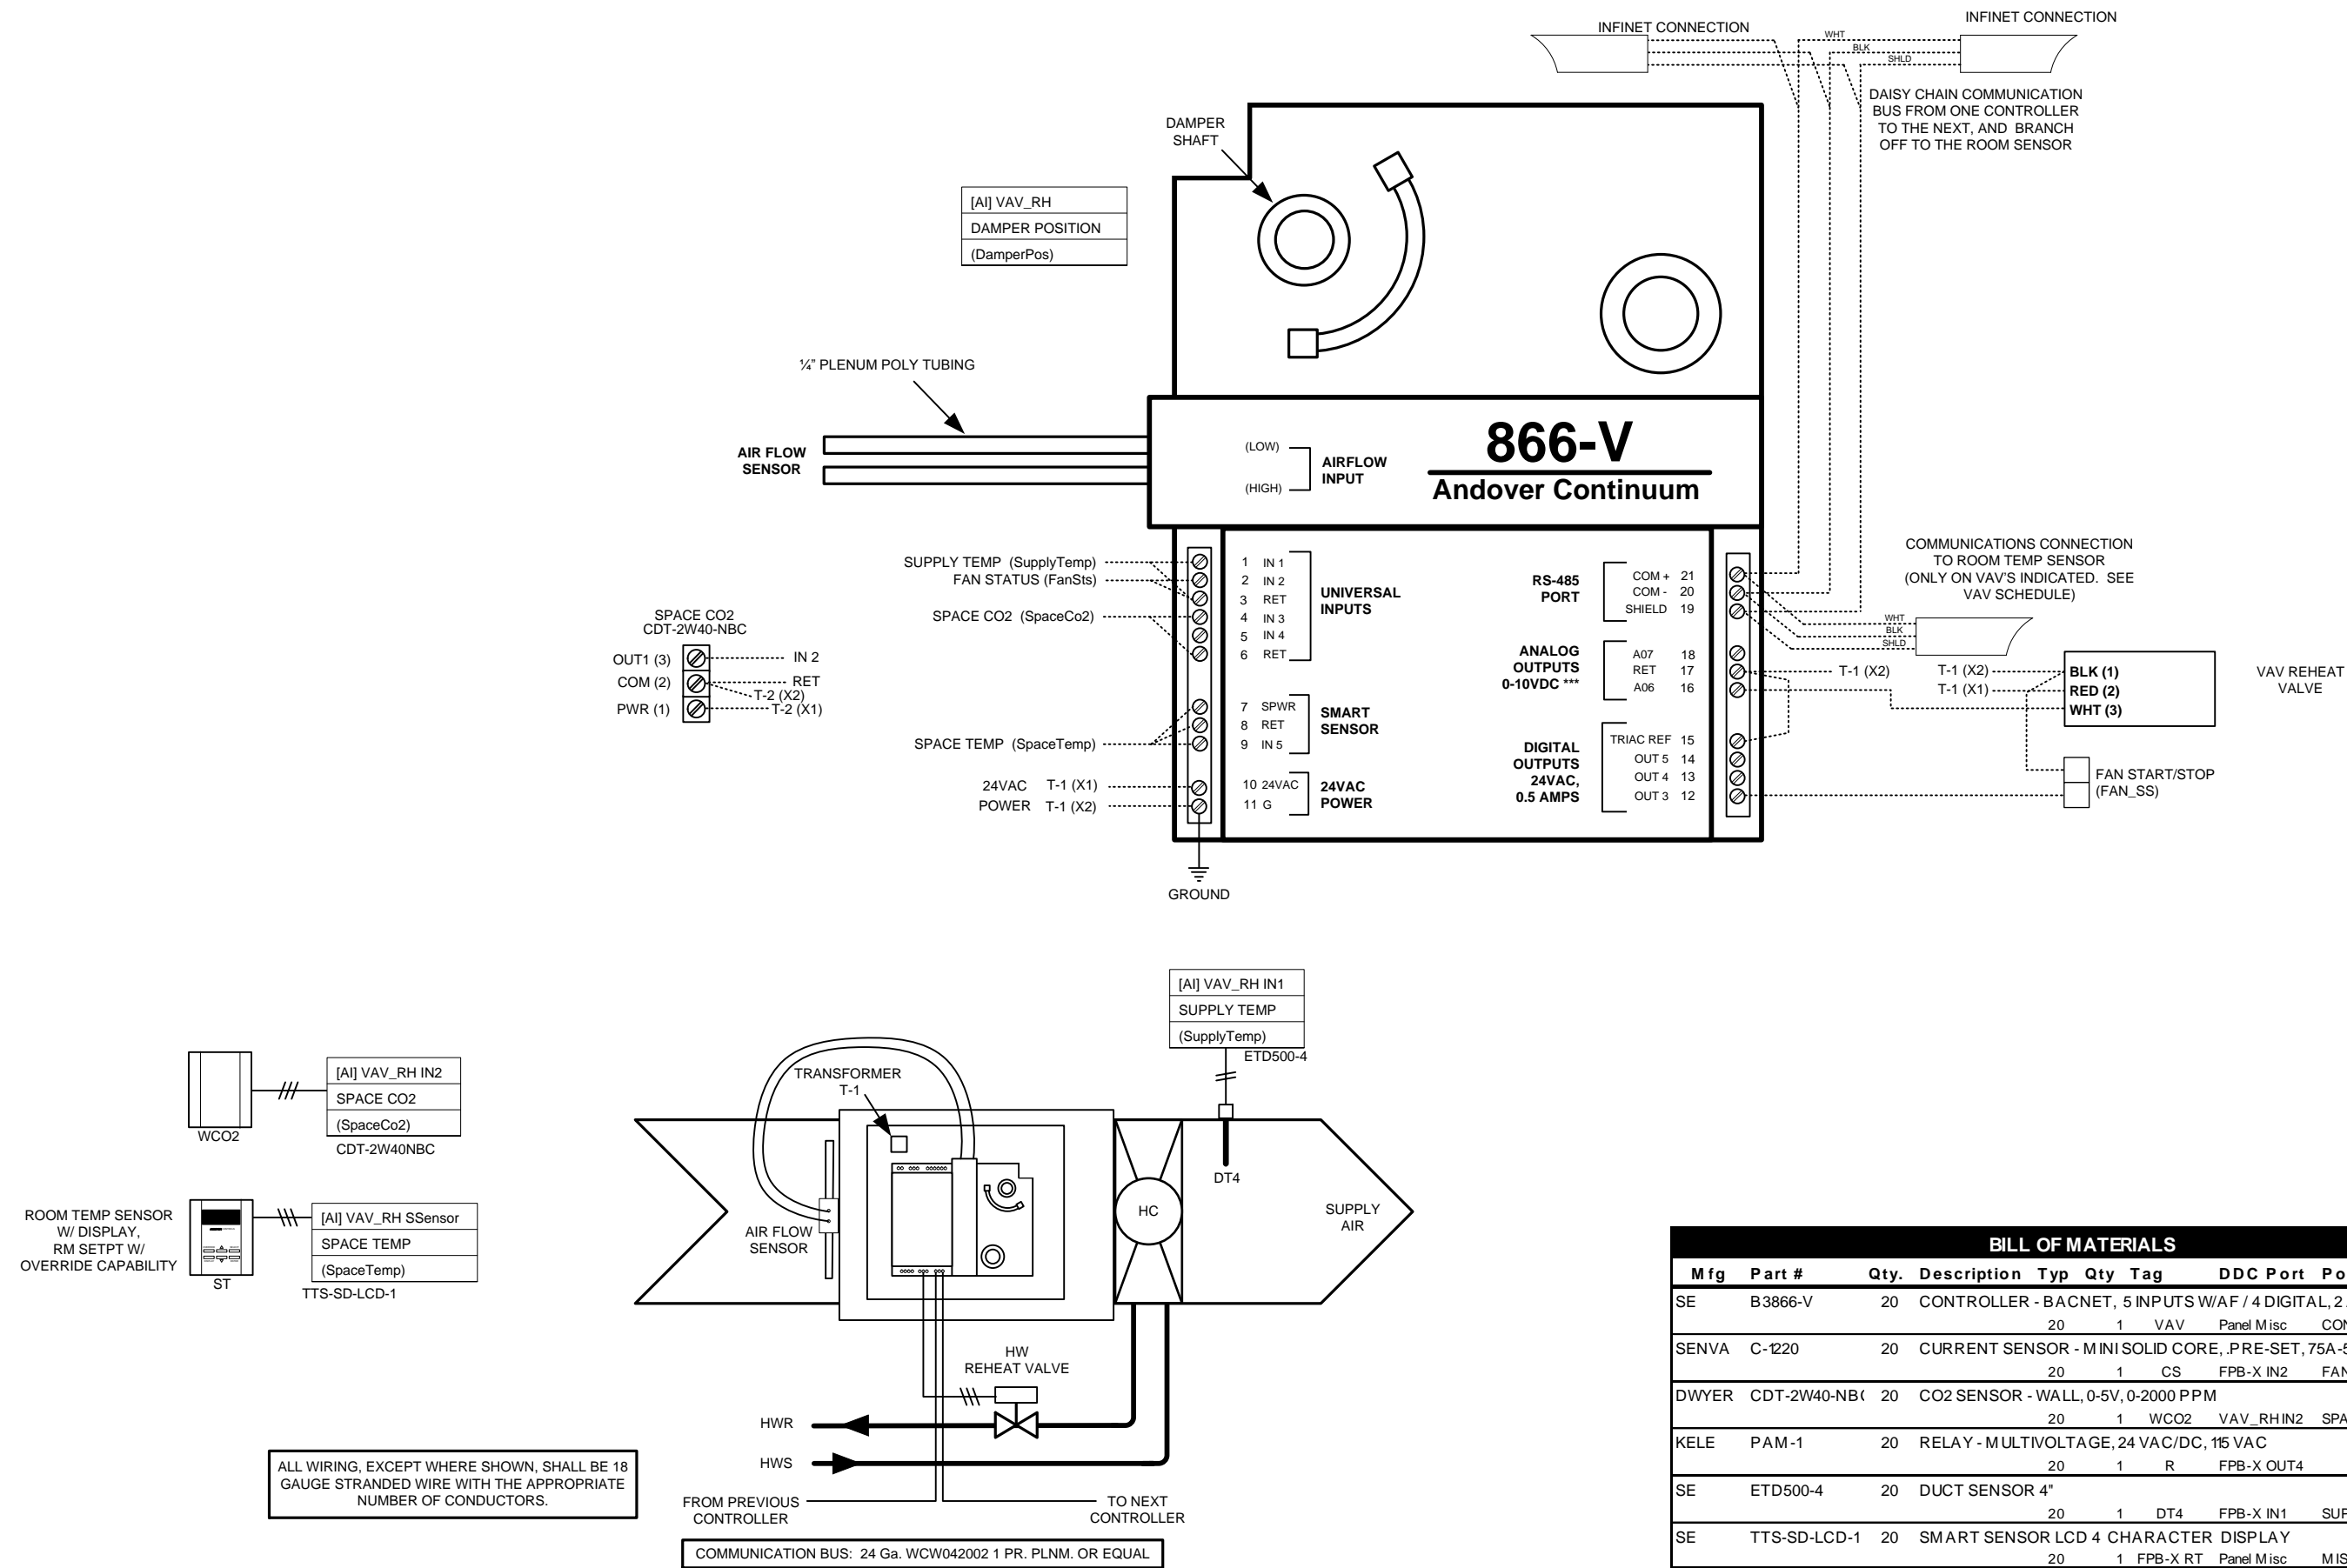 INFINET CONNECTION
INFINET CONNECTION
WHT
BLK
SHLD
DAISY CHAIN COMMUNICATION
BUS FROM ONE CONTROLLER
TO THE NEXT, AND BRANCH
OFF TO THE ROOM SENSOR
DAMPER
SHAFT
[AI] VAV_RH
DAMPER POSITION
(DamperPos)
¼" PLENUM POLY TUBING
AIR FLOW
SENSOR
(LOW)
(HIGH)
AIRFLOW
INPUT
866-V
Andover Continuum
SUPPLY TEMP (SupplyTemp)
FAN STATUS (FanSts)
SPACE CO2 (SpaceCo2)
SPACE TEMP (SpaceTemp)
24VAC T-1 (X1)
POWER T-1 (X2)
1 IN 1
2 IN 2
3 RET
4 IN 3
5 IN 4
6 RET
UNIVERSAL
INPUTS
7 SPWR
8 RET
9 IN 5
SMART
SENSOR
10 24VAC
11 G
24VAC
POWER
GROUND
RS-485
PORT
COM + 21
COM - 20
SHIELD 19
ANALOG
OUTPUTS
0-10VDC ***
A07 18
RET 17
A06 16
DIGITAL
OUTPUTS
24VAC,
0.5 AMPS
TRIAC REF 15
OUT 5 14
OUT 4 13
OUT 3 12
COMMUNICATIONS CONNECTION
TO ROOM TEMP SENSOR
(ONLY ON VAV'S INDICATED. SEE
VAV SCHEDULE)
WHT
BLK
SHLD
T-1 (X2)
T-1 (X2)
T-1 (X1)
BLK (1)
RED (2)
WHT (3)
VAV REHEAT
VALVE
FAN START/STOP
(FAN_SS)
SPACE CO2
CDT-2W40-NBC
OUT1 (3)
COM (2)
PWR (1)
IN 2
RET
T-2 (X2)
T-2 (X1)
[AI] VAV_RH IN1
SUPPLY TEMP
(SupplyTemp)
ETD500-4
WCO2
[AI] VAV_RH IN2
SPACE CO2
(SpaceCo2)
CDT-2W40NBC
ROOM TEMP SENSOR
W/ DISPLAY,
RM SETPT W/
OVERRIDE CAPABILITY
ST
[AI] VAV_RH SSensor
SPACE TEMP
(SpaceTemp)
TTS-SD-LCD-1
TRANSFORMER
T-1
AIR FLOW
SENSOR
HC
DT4
SUPPLY
AIR
HW
REHEAT VALVE
HWR
HWS
FROM PREVIOUS
CONTROLLER
TO NEXT
CONTROLLER
ALL WIRING, EXCEPT WHERE SHOWN, SHALL BE 18
GAUGE STRANDED WIRE WITH THE APPROPRIATE
NUMBER OF CONDUCTORS.
COMMUNICATION BUS: 24 Ga. WCW042002 1 PR. PLNM. OR EQUAL
BILL OF MATERIALS
Mfg Part # Qty. Description Typ Qty Tag DDC Port Po
SE B3866-V 20 CONTROLLER - BACNET, 5 INPUTS W/AF / 4 DIGITAL, 2
20 1 VAV Panel Misc CON
SENVA C-1220 20 CURRENT SENSOR - MINI SOLID CORE, .PRE-SET, 75A-5
20 1 CS FPB-X IN2 FAN
DWYER CDT-2W40-NB( 20 CO2 SENSOR - WALL, 0-5V, 0-2000 PPM
20 1 WCO2 VAV_RH IN2 SPA
KELE PAM-1 20 RELAY - MULTIVOLTAGE, 24 VAC/DC, 115 VAC
20 1 R FPB-X OUT4
SE ETD500-4 20 DUCT SENSOR 4"
20 1 DT4 FPB-X IN1 SUP
SE TTS-SD-LCD-1 20 SMART SENSOR LCD 4 CHARACTER DISPLAY
20 1 FPB-X RT Panel Misc MIS